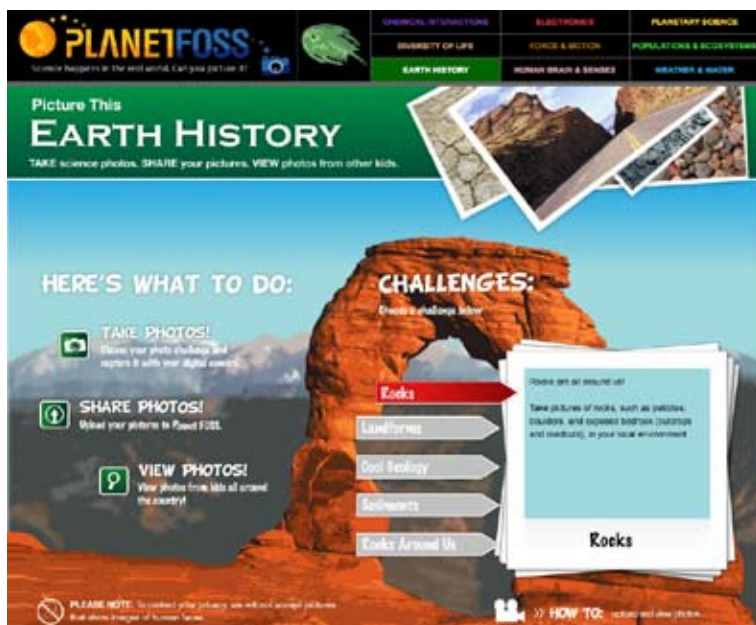 PLANETFOSS
Science happens in the real world. Can you picture it?
CHEMICAL INTERACTIONS
ELECTRONICS
PLANETARY SCIENCE
DIVERSITY OF LIFE
FORCE & MOTION
POPULATIONS & ECOSYSTEMS
EARTH HISTORY
HUMAN BRAIN & SENSES
WEATHER & WATER
Picture This
EARTH HISTORY
TAKE science photos. SHARE your pictures. VIEW photos from other kids.
HERE'S WHAT TO DO:
TAKE PHOTOS!
Choose your photo challenge and
capture it with your digital camera.
SHARE PHOTOS!
Upload your pictures to Planet FOSS.
VIEW PHOTOS!
View photos from kids all around
the country!
CHALLENGES:
Choose a challenge below
Rocks
Landforms
Cool Geology
Sediments
Rocks Around Us
Rocks are all around us!
Take pictures of rocks, such as pebbles,
boulders, and exposed bedrock (outcrops
and roadcuts), in your local environment
Rocks
PLEASE NOTE: To protect your privacy, we will not accept pictures
that show images of human faces.
>> HOW TO: upload and view photos